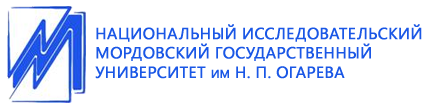 НАЦИОНАЛЬНЫЙ ИССЛЕДОВАТЕЛЬСКИЙ
МОРДОВСКИЙ ГОСУДАРСТВЕННЫЙ
УНИВЕРСИТЕТ им Н. П. ОГАРЕВА